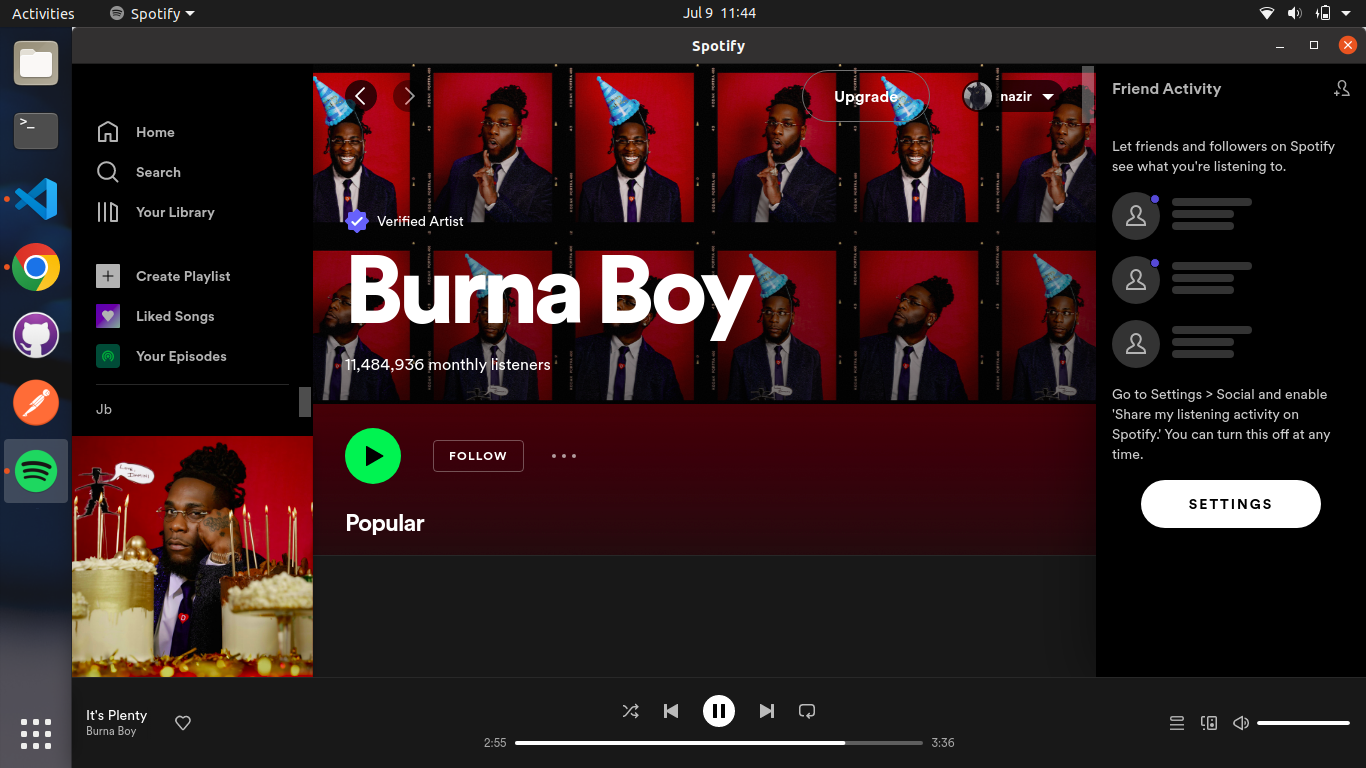 Activities
Spotify
Jul 9 11:44
Spotify
>_
Home
Search
Your Library
Create Playlist
Liked Songs
Your Episodes
Jb
Upgrade
nazir
Verified Artist
Burna Boy
11,484,936 monthly listeners
FOLLOW
Popular
Friend Activity
Let friends and followers on Spotify
see what you're listening to.
Go to Settings > Social and enable
'Share my listening activity on
Spotify.' You can turn this off at any
time.
SETTINGS
It's Plenty
Burna Boy
2:55
3:36